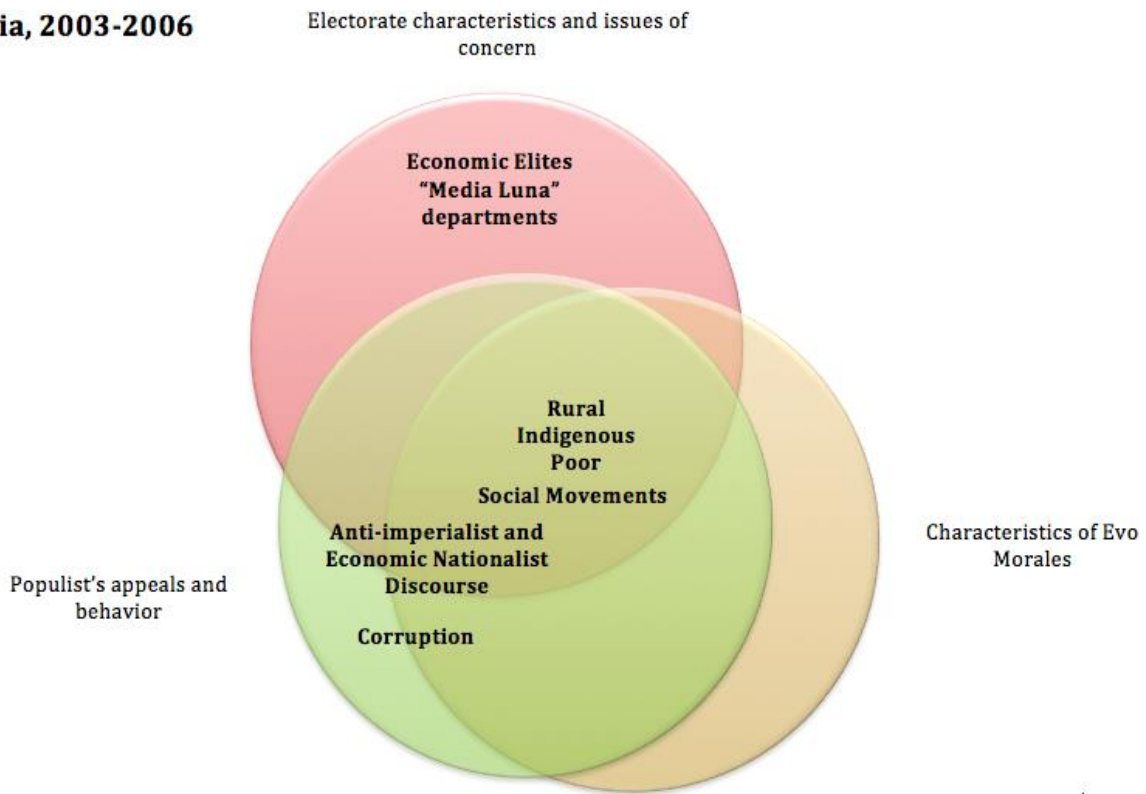 ia, 2003-2006
Electorate characteristics and issues of
concern
Economic Elites
“Media Luna”
departments
Rural
Indigenous
Poor
Social Movements
Anti-imperialist and
Economic Nationalist
Discourse
Corruption
Characteristics of Evo
Morales
Populist's appeals and
behavior